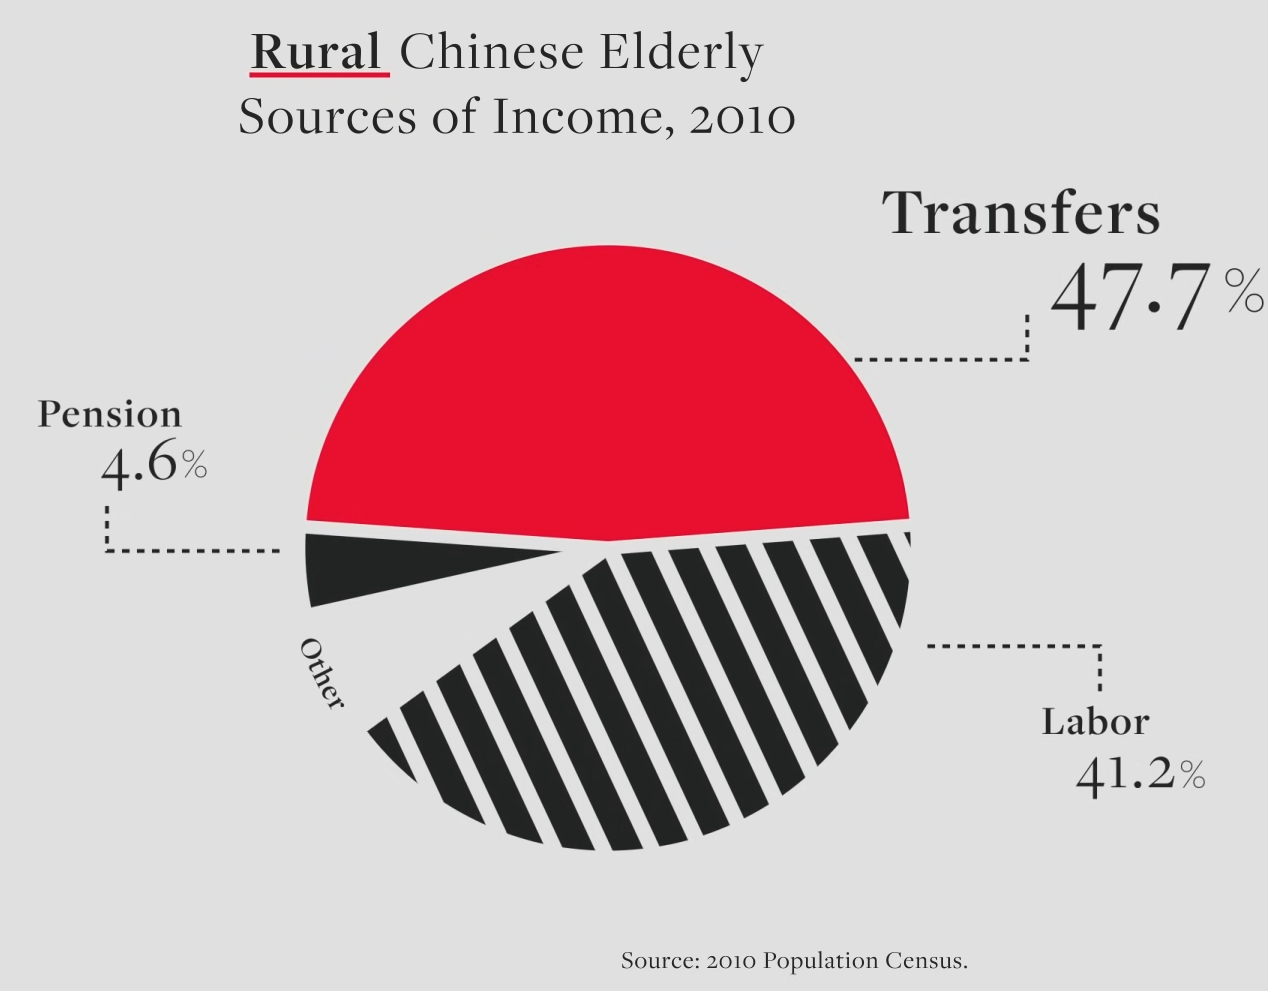 Rural Chinese Elderly
Sources of Income, 2010
Transfers
47.7%
Pension
4.6%
Other
Labor
41.2%
Source: 2010 Population Census.